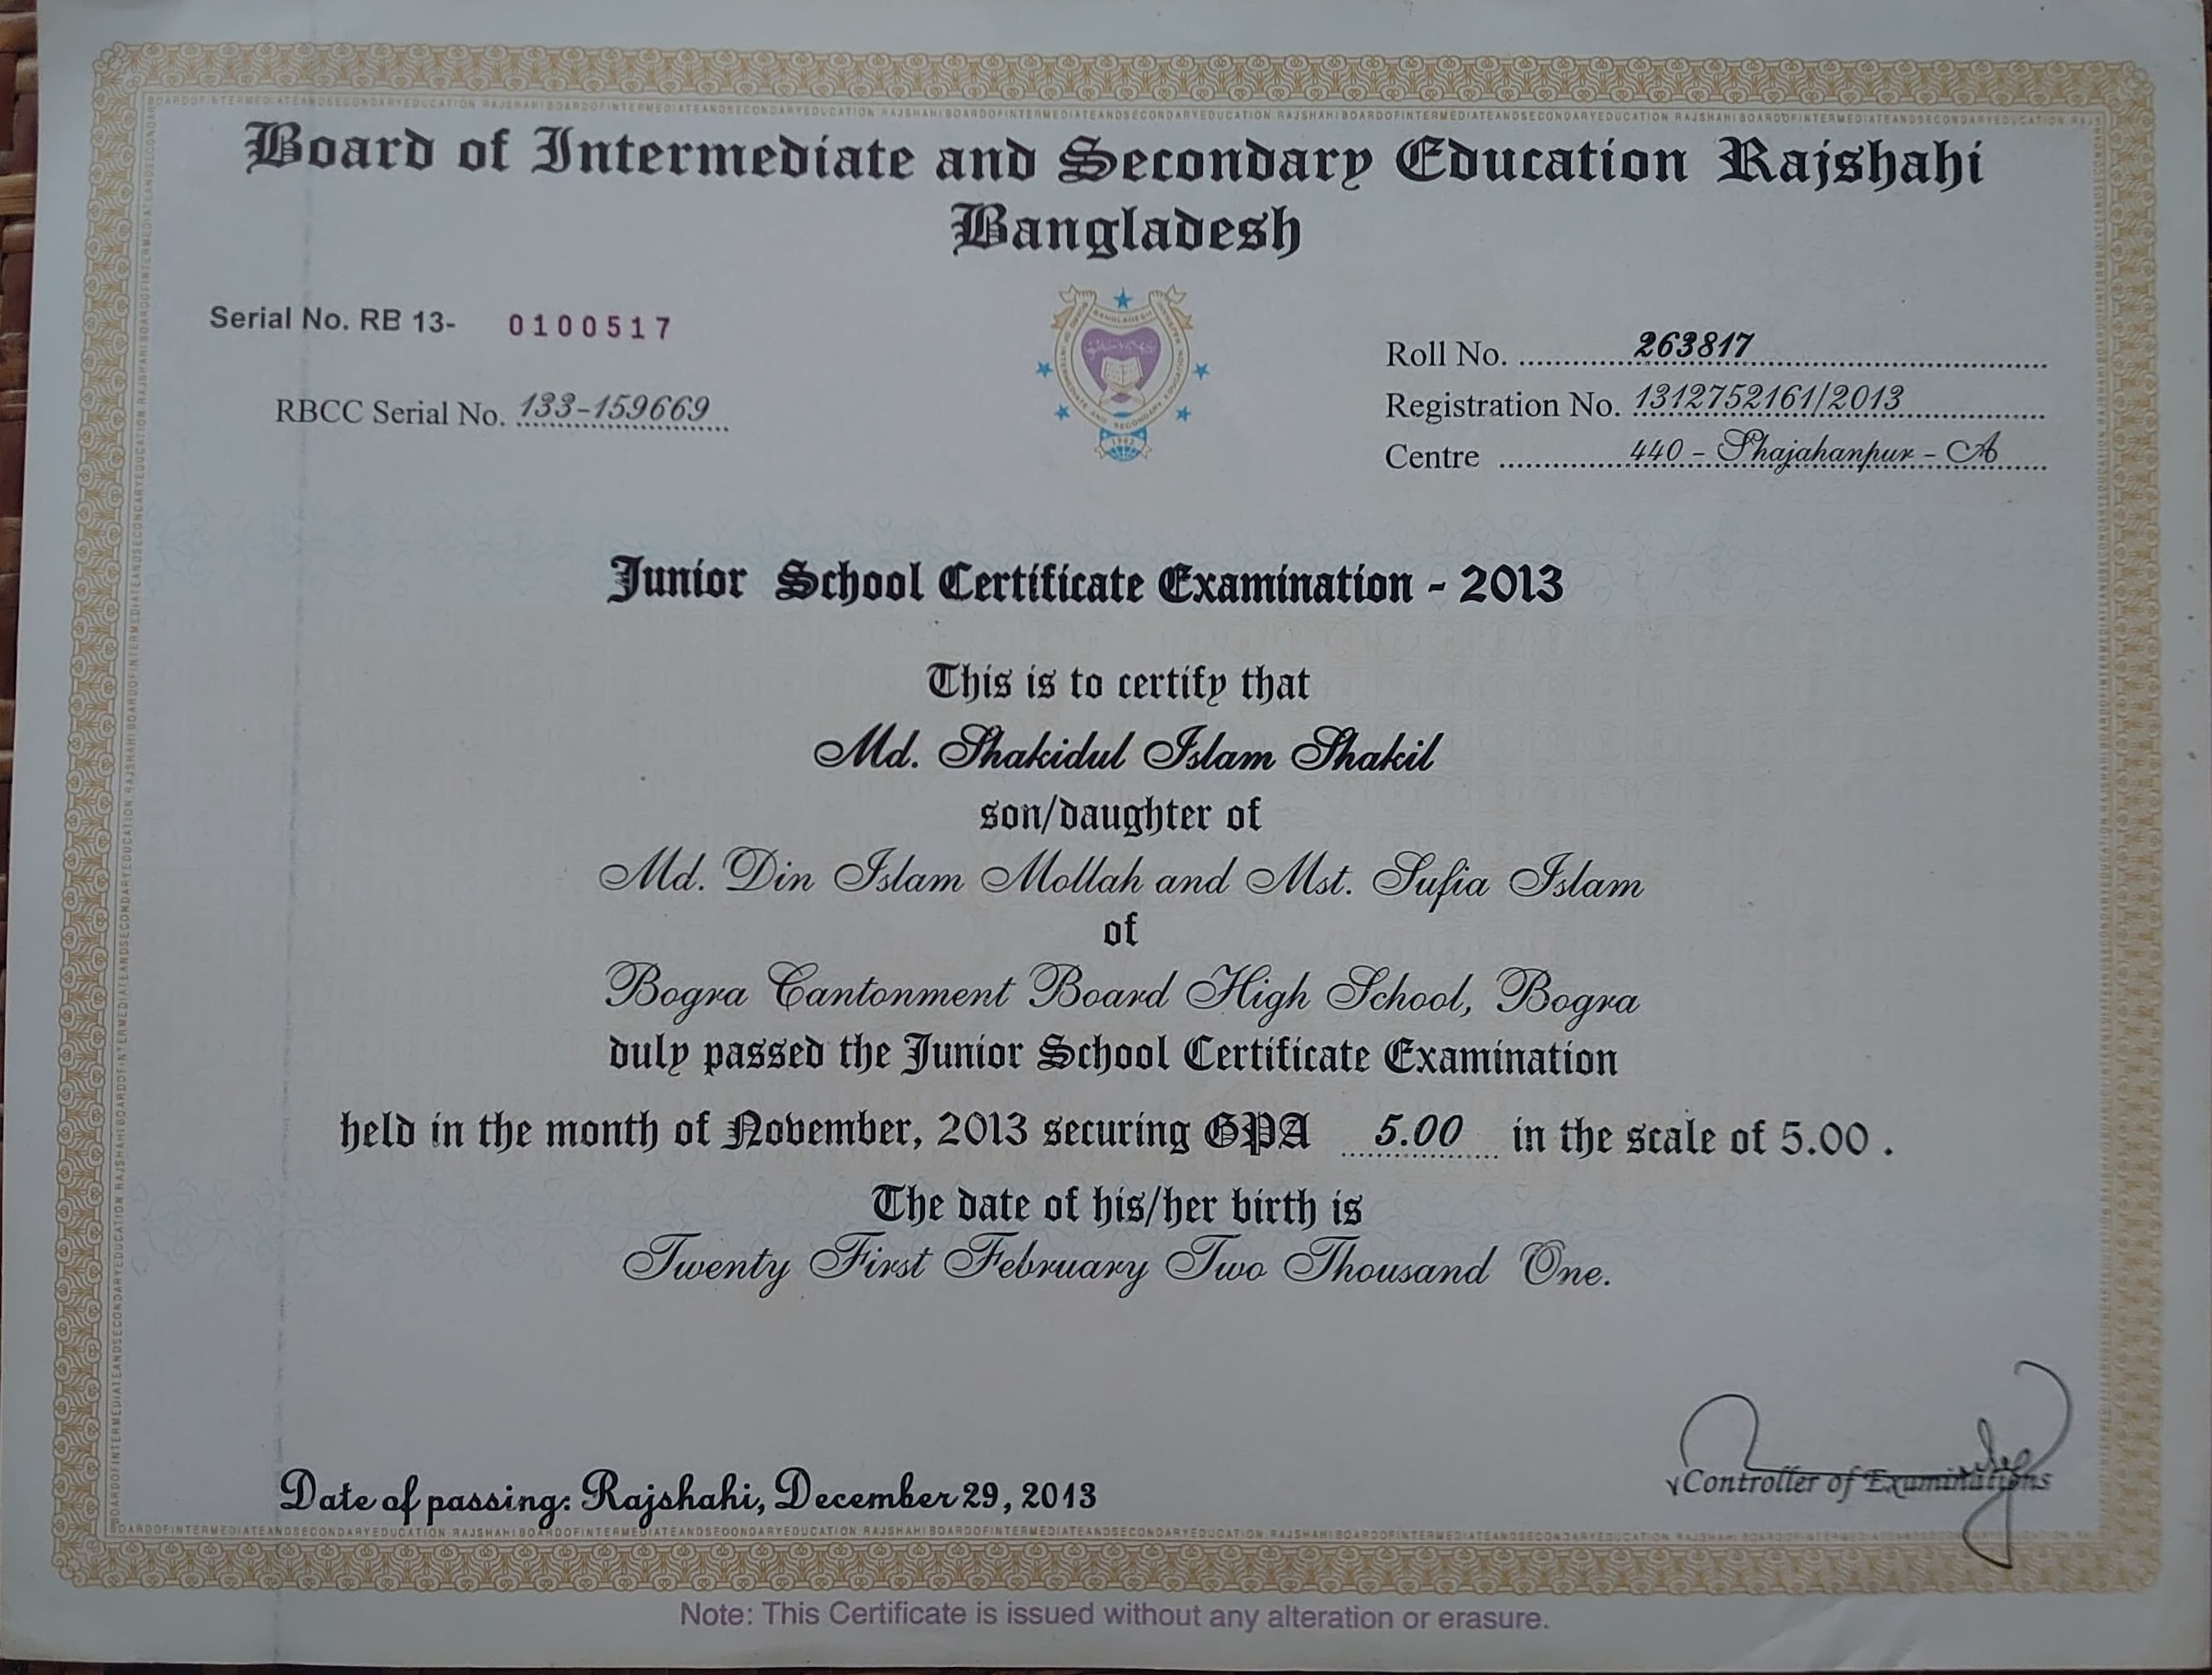 Board of Intermediate and Secondary Education Rajshahi
Bangladesh
Serial No. RB 13- 0100517
RBCC Serial No. 133-159669
Roll No. 263817
Registration No. 1312752161/2013
Centre 440 - Shajahanpur - A
BANGLADESH
1962
Junior School Certificate Examination - 2013
This is to certify that
Md. Shakidul Islam Shakil
son/daughter of
Md. Din Islam Mollah and Mst. Sufia Islam
of
Bogra Cantonment Board High School, Bogra
duly passed the Junior School Certificate Examination
held in the month of November, 2013 securing GPA 5.00 in the scale of 5.00 .
The date of his/her birth is
Twenty First February Two Thousand One.
Date of passing: Rajshahi, December 29, 2013
Controller of Examinations
Note: This Certificate is issued without any alteration or erasure.